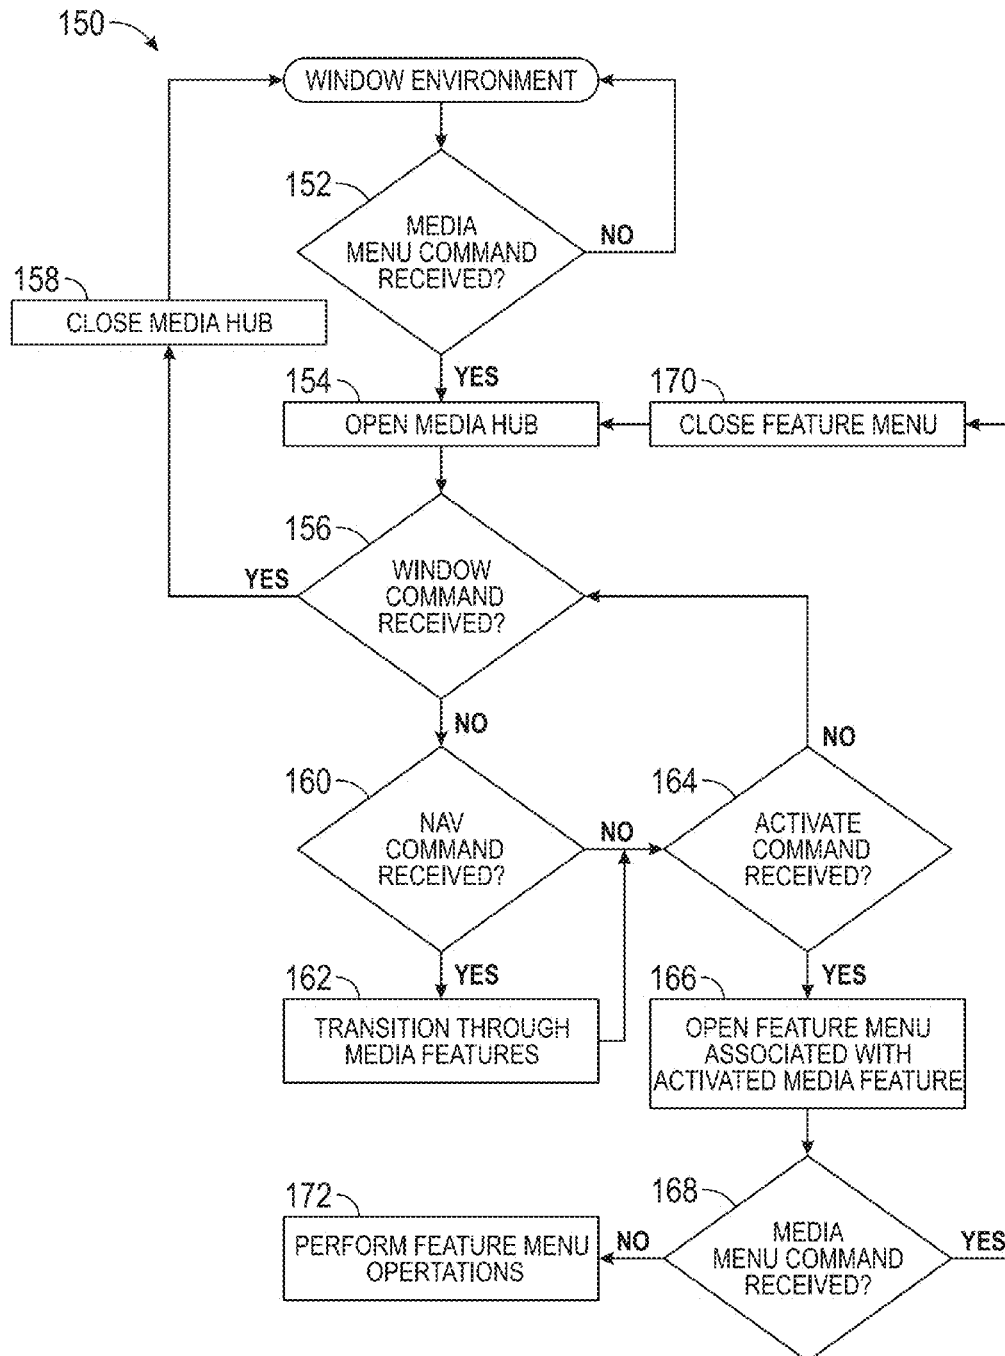 150
WINDOW ENVIRONMENT
152
MEDIA
MENU COMMAND
RECEIVED?
NO
158
CLOSE MEDIA HUB
YES
154
OPEN MEDIA HUB
170
CLOSE FEATURE MENU
156
WINDOW
COMMAND
RECEIVED?
YES
NO
160
NAV
COMMAND
RECEIVED?
NO
164
ACTIVATE
COMMAND
RECEIVED?
NO
YES
162
TRANSITION THROUGH
MEDIA FEATURES
YES
166
OPEN FEATURE MENU
ASSOCIATED WITH
ACTIVATED MEDIA FEATURE
168
MEDIA
MENU COMMAND
RECEIVED?
YES
NO
172
PERFORM FEATURE MENU
OPERTATIONS